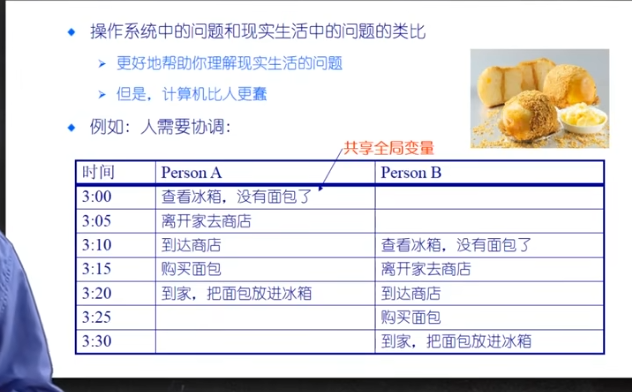 操作系统中的问题和现实生活中的问题的类比
更好地帮助你理解现实生活的问题
但是，计算机比人更蠢
例如：人需要协调：
共享全局变量
时间 Person A Person B
3:00 查看冰箱，没有面包了
3:05 离开家去商店
3:10 到达商店 查看冰箱，没有面包了
3:15 购买面包 离开家去商店
3:20 到家，把面包放进冰箱 到达商店
3:25 购买面包
3:30 到家，把面包放进冰箱